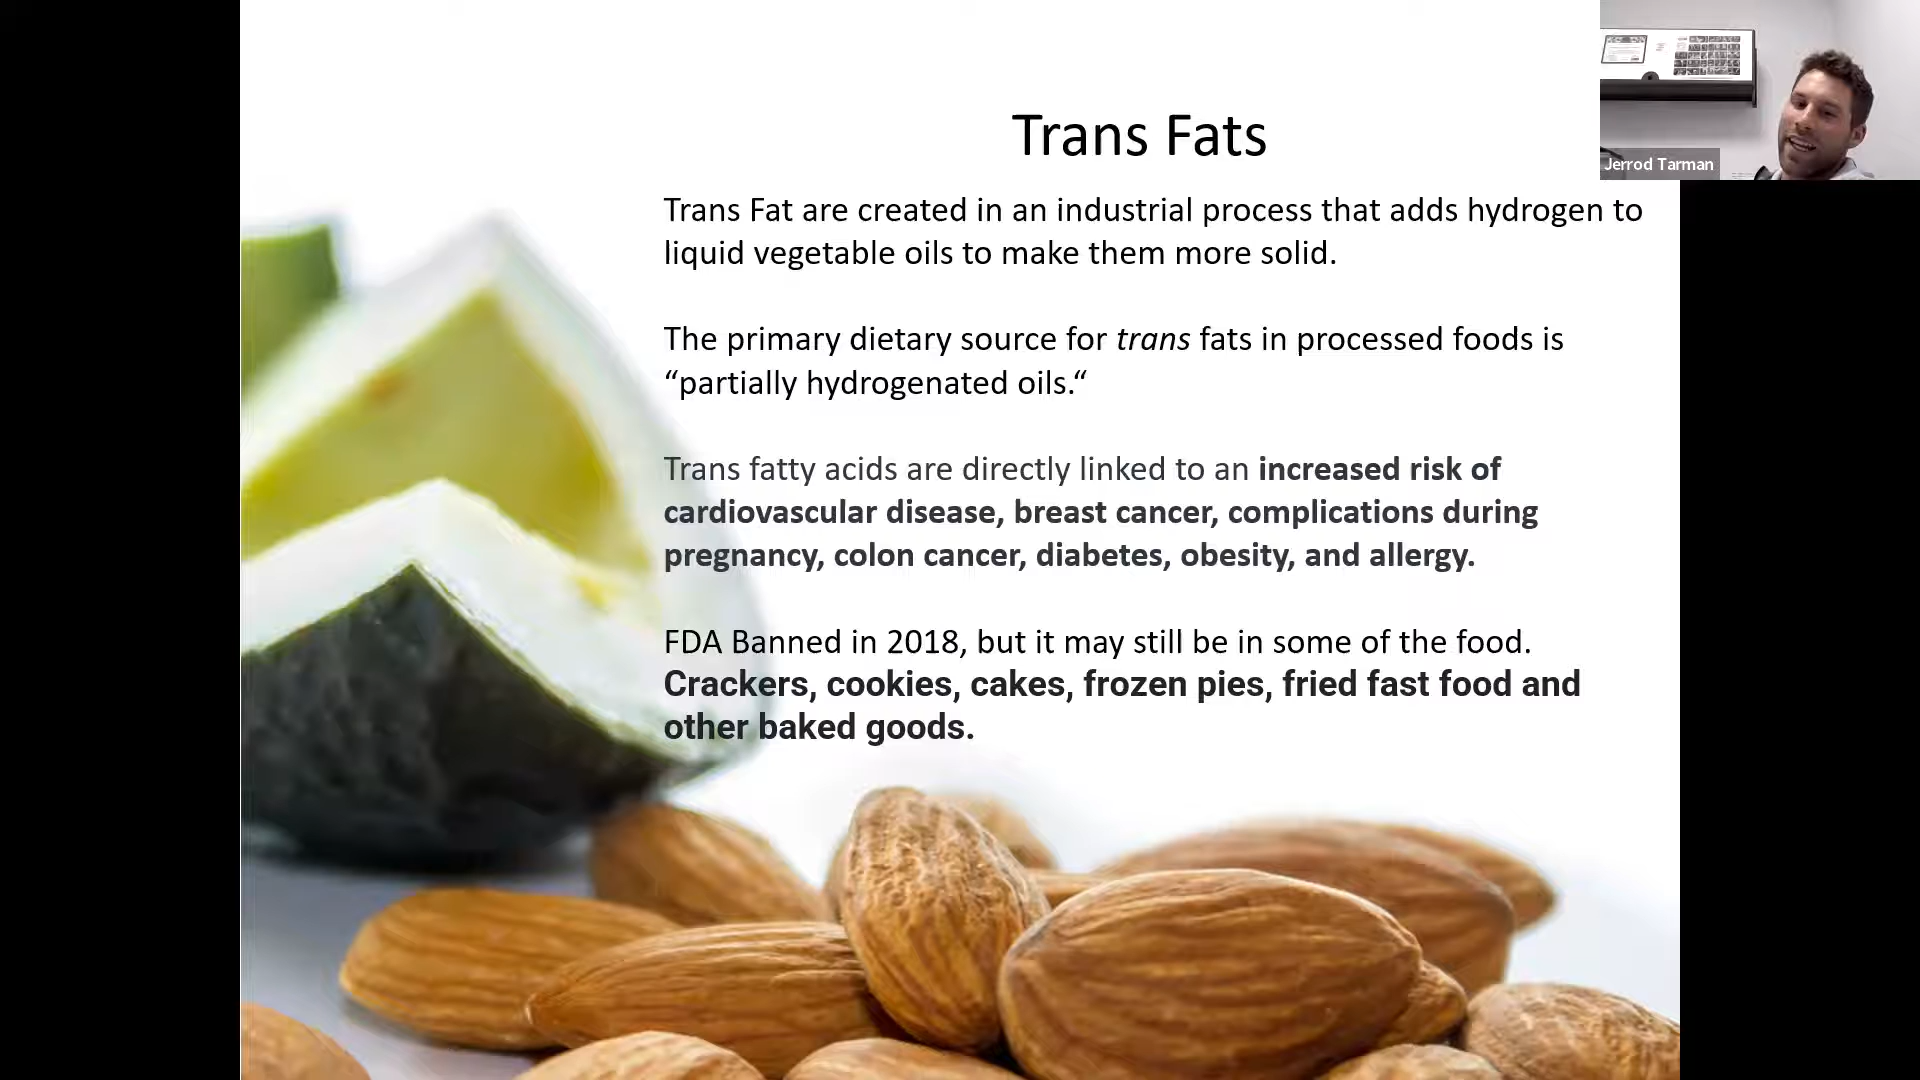 Trans Fats
Jerrod Tarman
Trans Fat are created in an industrial process that adds hydrogen to
liquid vegetable oils to make them more solid.
The primary dietary source for trans fats in processed foods is
“partially hydrogenated oils.“
Trans fatty acids are directly linked to an increased risk of
cardiovascular disease, breast cancer, complications during
pregnancy, colon cancer, diabetes, obesity, and allergy.
FDA Banned in 2018, but it may still be in some of the food.
Crackers, cookies, cakes, frozen pies, fried fast food and
other baked goods.